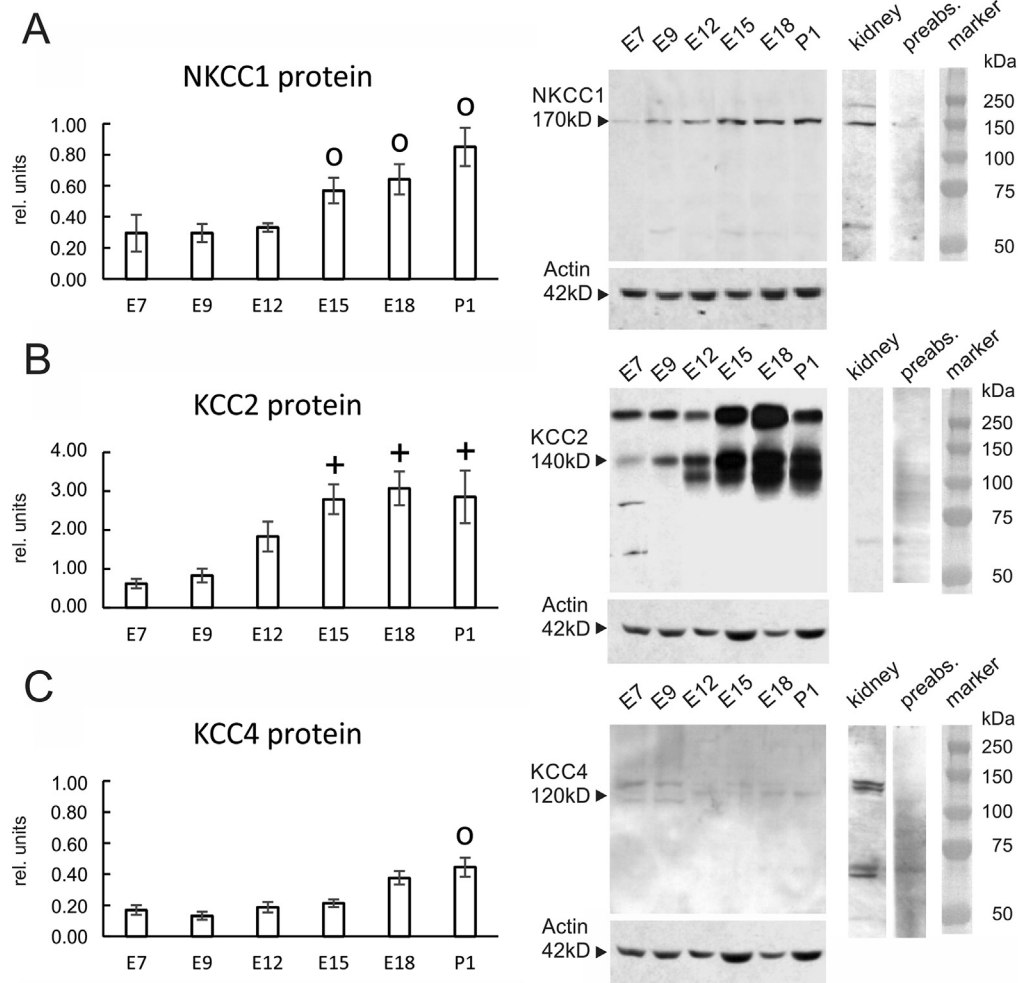 A
NKCC1 protein
rel. units
1.00
0.80
0.60
0.40
0.20
0.00
o o o
E7 E9 E12 E15 E18 P1
E7 E9 E12 E15 E18 P1 kidney preabs. marker
kDa
NKCC1
170kD
250
150
100
75
50
Actin
42kD
B
KCC2 protein
rel. units
4.00
3.00
2.00
1.00
0.00
+ + +
E7 E9 E12 E15 E18 P1
E7 E9 E12 E15 E18 P1 kidney preabs. marker
kDa
KCC2
140kD
250
150
100
75
50
Actin
42kD
C
KCC4 protein
rel. units
1.00
0.80
0.60
0.40
0.20
0.00
o
E7 E9 E12 E15 E18 P1
E7 E9 E12 E15 E18 P1 kidney preabs. marker
kDa
KCC4
120kD
250
150
100
75
50
Actin
42kD